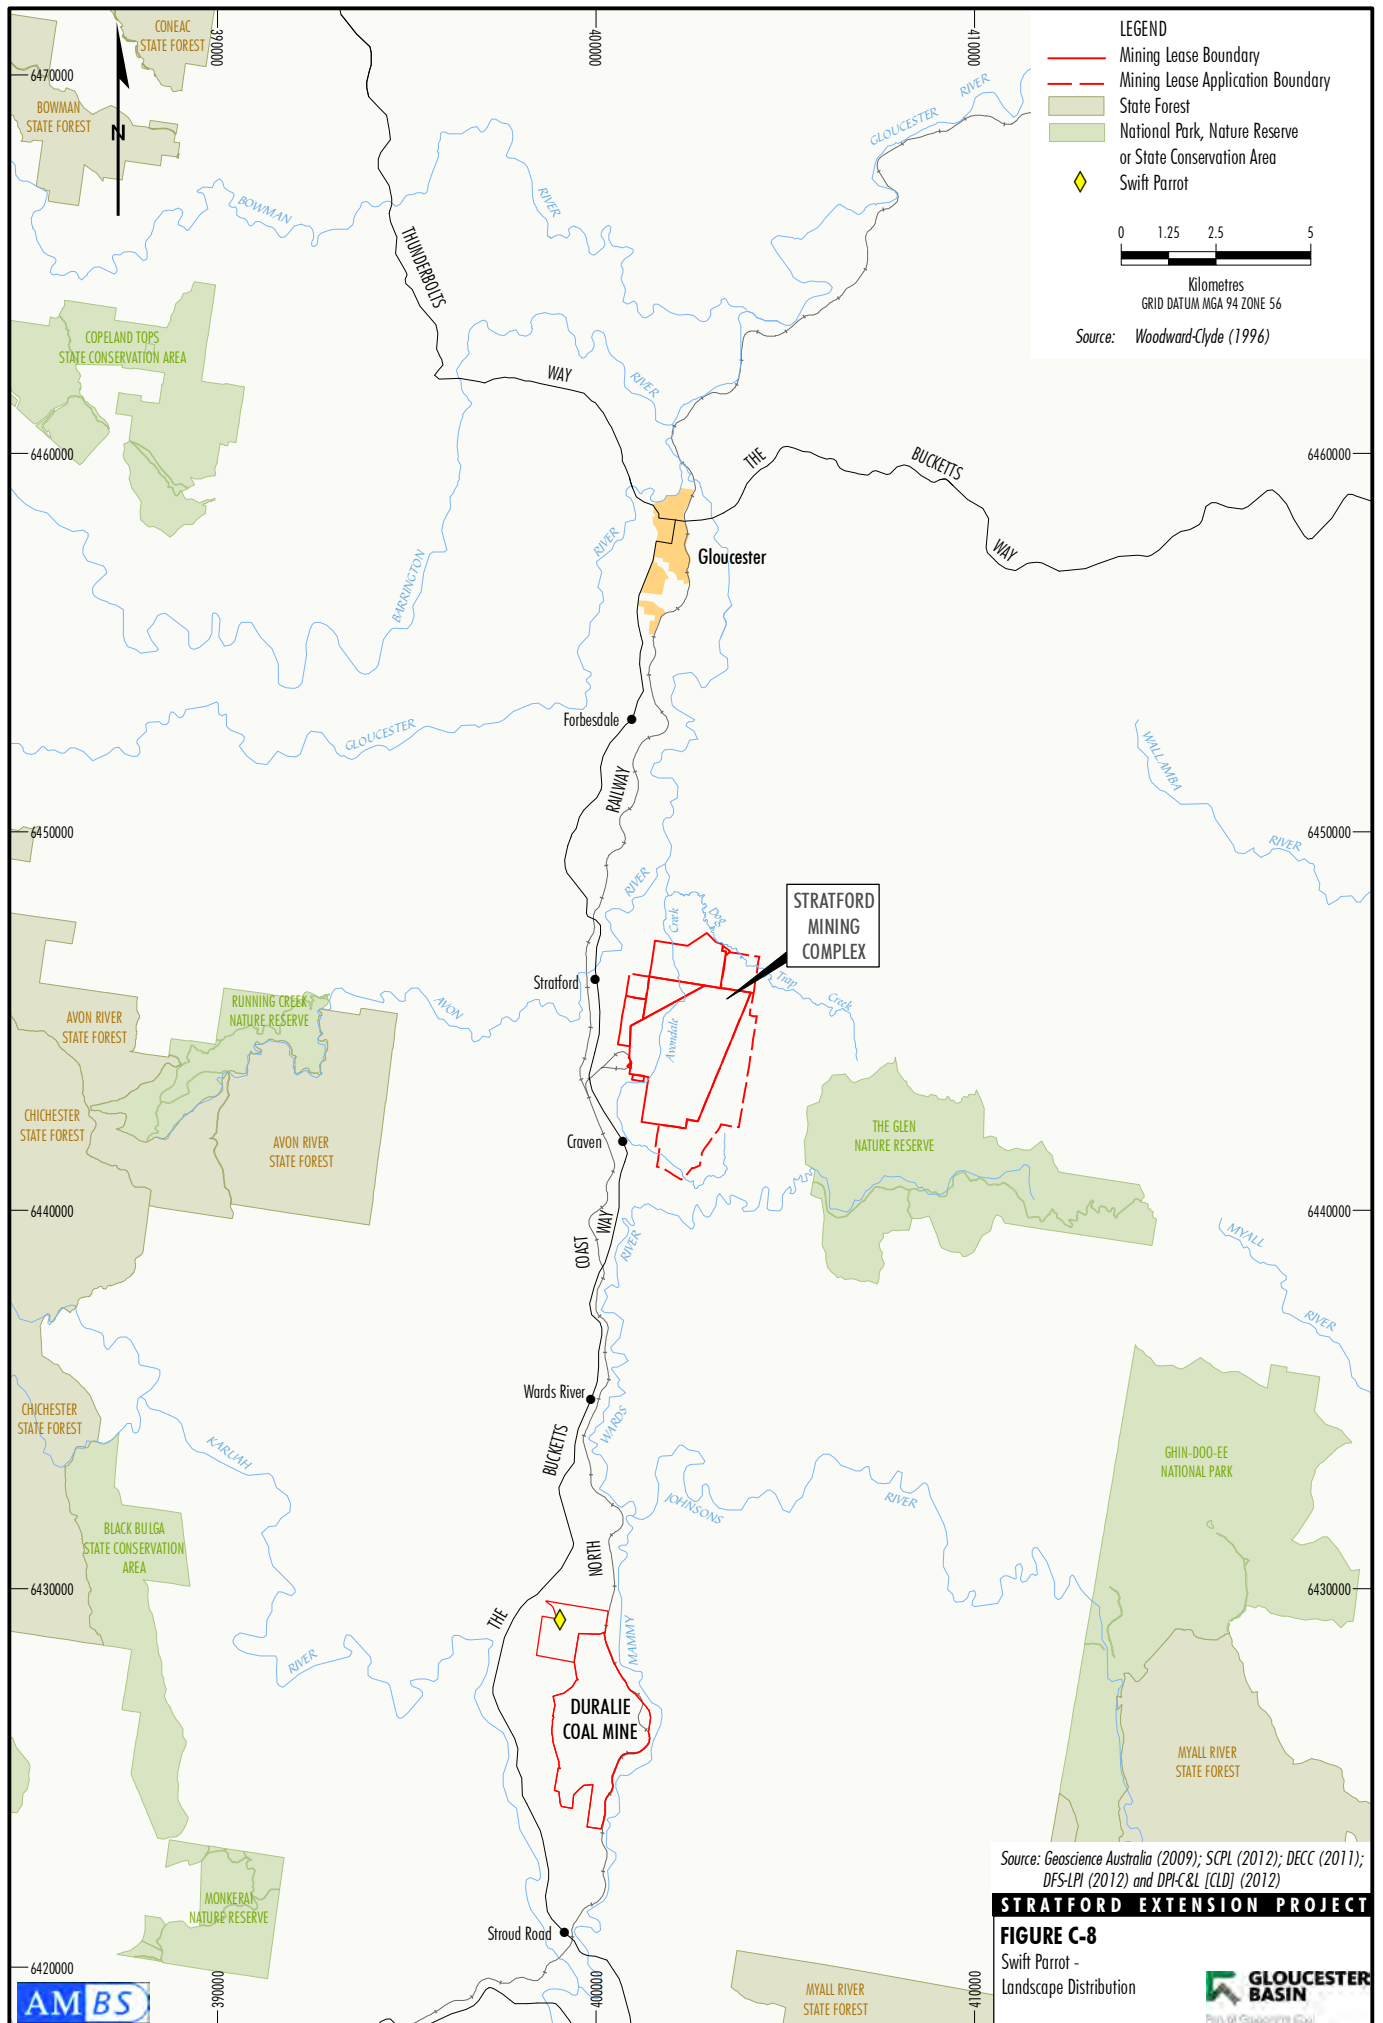 LEGEND
Mining Lease Boundary
Mining Lease Application Boundary
State Forest
National Park, Nature Reserve
or State Conservation Area
Swift Parrot
0 1.25 2.5 5
Kilometres
GRID DATUM MGA 94 ZONE 56
Source: Woodward-Clyde (1996)
390000
400000
410000
CONEAC
STATE FOREST
6470000
BOWMAN
STATE FOREST
N
GLOUCESTER RIVER
BOWMAN
RIVER
THUNDERBOLTS
COPELAND TOPS
STATE CONSERVATION AREA
WAY
RIVER
6460000
THE
BUCKETTS
6460000
WAY
RIVER
Gloucester
BARRINGTON
Forbesdale
GLOUCESTER
RAILWAY
WALLAMBA
6450000
6450000
RIVER
RIVER
STRATFORD
MINING
COMPLEX
Creek
Dog
Trap
Creek
Stratford
AVON
RUNNING CREEK
NATURE RESERVE
AVON RIVER
STATE FOREST
Avondale
CHICHESTER
STATE FOREST
AVON RIVER
STATE FOREST
Craven
THE GLEN
NATURE RESERVE
6440000
6440000
WAY
COAST
RIVER
MYALL
RIVER
Wards River
WARDS
CHICHESTER
STATE FOREST
KARUAH
BUCKETTS
GHIN-DOO-EE
NATIONAL PARK
JOHNSONS
RIVER
BLACK BULGA
STATE CONSERVATION
AREA
NORTH
6430000
6430000
THE
MAMMY
RIVER
DURALIE
COAL MINE
MYALL RIVER
STATE FOREST
MONKERAI
NATURE RESERVE
Stroud Road
6420000
390000
400000
410000
MYALL RIVER
STATE FOREST
AMBS
Source: Geoscience Australia (2009); SCPL (2012); DECC (2011);
DFS-LPI (2012) and DPI-C&L [CLD] (2012)
STRATFORD EXTENSION PROJECT
FIGURE C-8
Swift Parrot -
Landscape Distribution
GLOUCESTER
BASIN